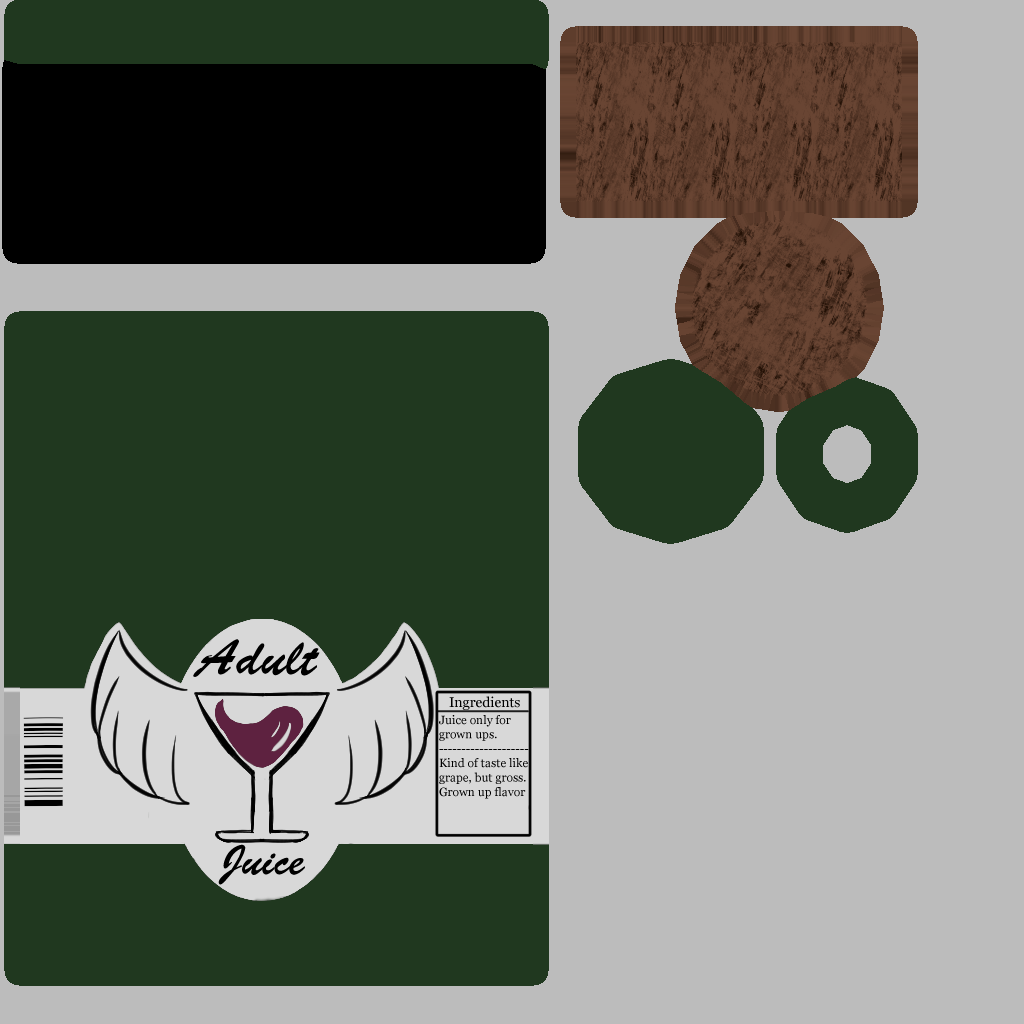 Adult
Juice
Ingredients
Juice only for
grown ups.
Kind of taste like
grape, but gross.
Grown up flavor